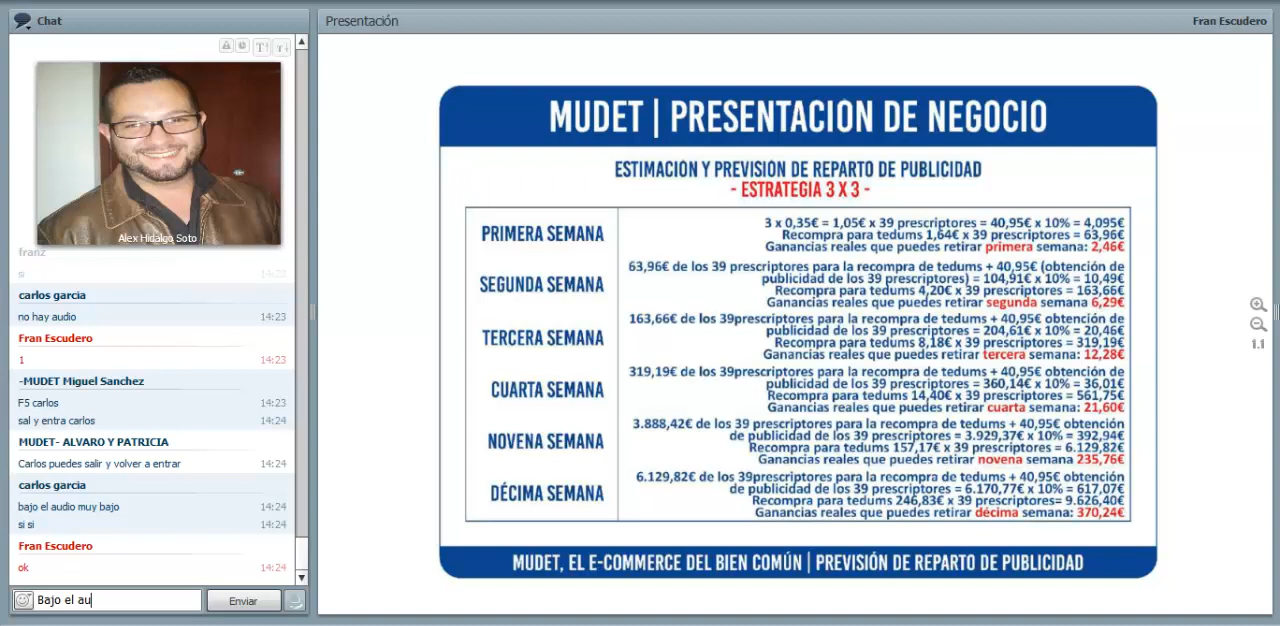 Chat
Alex Hidalgo Soto
franz
si 14:23
carlos garcia
no hay audio 14:23
Fran Escudero
1 14:23
-MUDET Miguel Sanchez
F5 carlos 14:23
sal y entra carlos 14:24
MUDET- ALVARO Y PATRICIA
Carlos puedes salir y volver a entrar 14:24
carlos garcia
bajo el audio muy bajo 14:24
si si 14:24
Fran Escudero
ok 14:24
Bajo el au
Enviar
Presentación
Fran Escudero
MUDET | PRESENTACION DE NEGOCIO
ESTIMACION Y PREVISIÓN DE REPARTO DE PUBLICIDAD
- ESTRATEGIA 3 X 3 -
PRIMERA SEMANA
3 x 0,35€ = 1,05€ x 39 prescriptores = 40,95€ x 10% = 4,095€
Recompra para tedums 1,64€ x 39 prescriptores = 63,96€
Ganancias reales que puedes retirar primera semana: 2,46€
SEGUNDA SEMANA
63,96€ de los 39 prescriptores para la recompra de tedums + 40,95€ (obtención de
publicidad de los 39 prescriptores) = 104,91€ x 10% = 10,49€
Recompra para tedums 4,20€ x 39 prescriptores = 163,66€
Ganancias reales que puedes retirar segunda semana 6,29€
TERCERA SEMANA
163,66€ de los 39prescriptores para la recompra de tedums + 40,95€ obtención de
publicidad de los 39 prescriptores = 204,61€ x 10% = 20,46€
Recompra para tedums 8,18€ x 39 prescriptores = 319,19€
Ganancias reales que puedes retirar tercera semana: 12,28€
CUARTA SEMANA
319,19€ de los 39prescriptores para la recompra de tedums + 40,95€ obtención de
publicidad de los 39 prescriptores = 360,14€ x 10% = 36,01€
Recompra para tedums 14,40€ x 39 prescriptores = 561,75€
Ganancias reales que puedes retirar cuarta semana: 21,60€
NOVENA SEMANA
3.888,42€ de los 39 prescriptores para la recompra de tedums + 40,95€ obtención
de publicidad de los 39 prescriptores = 3.929,37€ x 10% = 392,94€
Recompra para tedums 157,17€ x 39 prescriptores = 6.129,82€
Ganancias reales que puedes retirar novena semana 235,76€
DÉCIMA SEMANA
6.129,82€ de los 39prescriptores para la recompra de tedums + 40,95€ obtención
de publicidad de los 39 prescriptores = 6.170,77€ x 10% = 617,07€
Recompra para tedums 246,83€ x 39 prescriptores= 9.626,40€
Ganancias reales que puedes retirar décima semana: 370,24€
MUDET, EL E-COMMERCE DEL BIEN COMÚN | PREVISIÓN DE REPARTO DE PUBLICIDAD
1.1